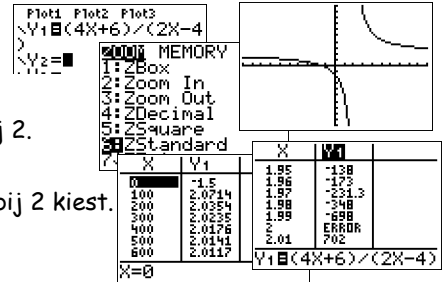 Plot1 Plot2 Plot3
\Y1=(4X+6)/(2X-4
)
\Y2=
ZOOM MEMORY
1:ZBox
2:Zoom In
3:Zoom Out
4:ZDecimal
5:ZSquare
6:ZStandard
j 2.
bij 2 kiest.
X Y1
0 -1.5
100 2.0714
200 2.0354
300 2.0235
400 2.0176
500 2.0141
600 2.0117
X=0
X Y1
1.95 -138
1.96 -173
1.97 -231.3
1.98 -348
1.99 -698
2 ERROR
2.01 702
Y1=(4X+6)/(2X-4)